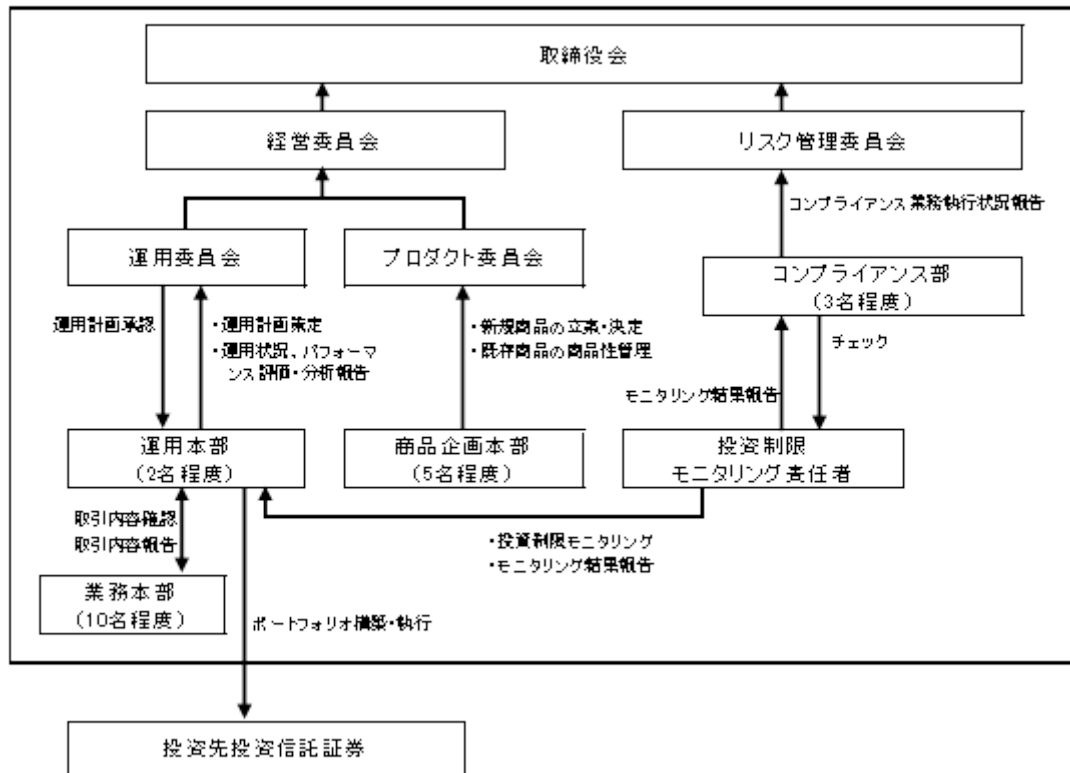 取締役会
経営委員会
リスク管理委員会
コンプライアンス業務執行状況報告
運用委員会
プロダクト委員会
コンプライアンス部
(3名程度)
運用計画承認
・運用計画策定
・運用状況、パフォーマ
ンス評価・分析報告
・新規商品の立案・決定
・既存商品の商品性管理
チェック
モニタリング結果報告
運用本部
(2名程度)
商品企画本部
(5名程度)
投資制限
モニタリング責任者
取引内容確認
取引内容報告
・投資制限モニタリング
・モニタリング結果報告
業務本部
(10名程度)
ポートフォリオ構築・執行
投資先投資信託証券